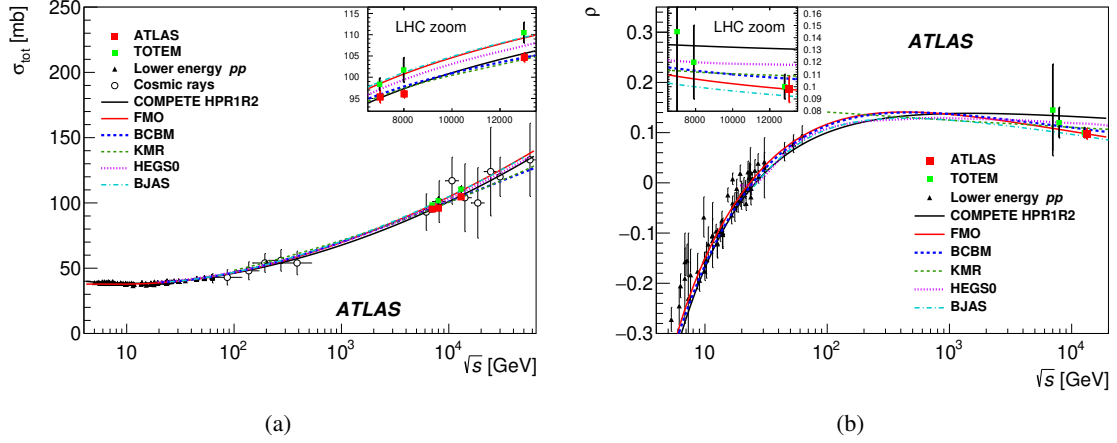 σtot [mb]
250
200
150
100
50
0
ATLAS
TOTEM
Lower energy pp
Cosmic rays
COMPETE HPR1R2
FMO
BCBM
KMR
HEGS0
BJAS
LHC zoom
115
110
105
100
95
8000 10000 12000
ATLAS
10 10² 10³ 10⁴
√s [GeV]
(a)
ρ
0.3
0.2
0.1
0
−0.1
−0.2
−0.3
LHC zoom
0.16
0.15
0.14
0.13
0.12
0.11
0.1
0.09
0.08
8000 10000 12000
ATLAS
ATLAS
TOTEM
Lower energy pp
COMPETE HPR1R2
FMO
BCBM
KMR
HEGS0
BJAS
10 10² 10³ 10⁴
√s [GeV]
(b)